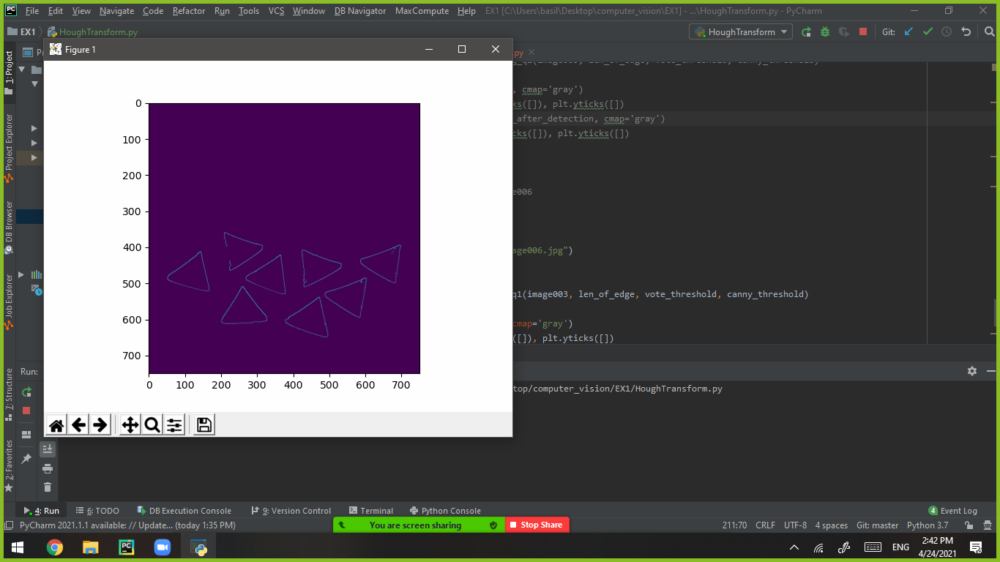 PC File Edit View Navigate Code Refactor Run Tools VCS Window DB Navigator MaxCompute Help EX1 [C:\Users\basil\Desktop\computer_vision\EX1] - ...\HoughTransform.py - PyCharm
EX1 HoughTransform.py HoughTransform Git:
Figure 1
.py
1: Project
Project Explorer
DB Browser
Job Explorer
7: Structure
2: Favorites
0
100
200
300
400
500
600
700
0 100 200 300 400 500 600 700
, cmap='gray')
([]), plt.yticks([])
_after_detection, cmap='gray')
([]), plt.yticks([])
e006
age006.jpg")
q1(image003, len_of_edge, vote_threshold, canny_threshold)
cmap='gray')
([]), plt.yticks([])
Run:
top/computer_vision/EX1/HoughTransform.py
4: Run 6: TODO DB Execution Console 9: Version Control Terminal Python Console 4 Event Log
PyCharm 2021.1.1 available: // Update... (today 1:35 PM) 211:70 CRLF UTF-8 4 spaces Git: master Python 3.7
You are screen sharing Stop Share
PC ENG 2:42 PM
4/24/2021